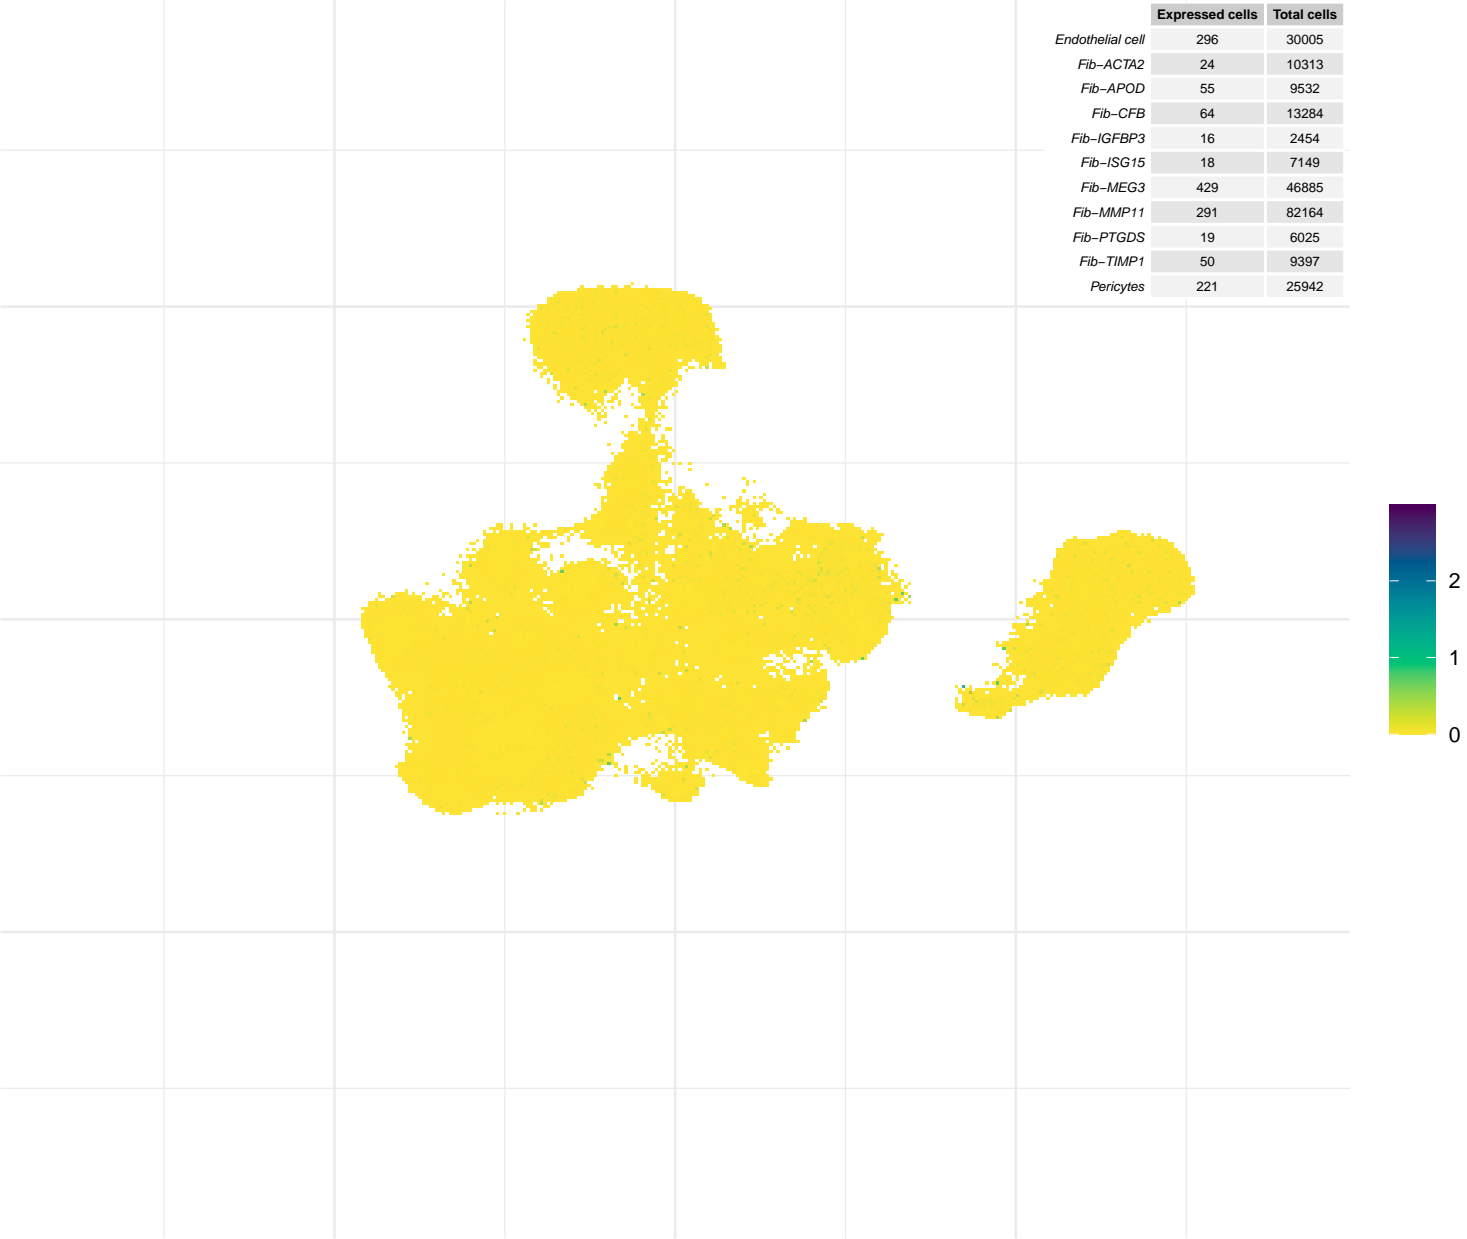 Expressed cells Total cells
Endothelial cell 296 30005
Fib−ACTA2 24 10313
Fib−APOD 55 9532
Fib−CFB 64 13284
Fib−IGFBP3 16 2454
Fib−ISG15 18 7149
Fib−MEG3 429 46885
Fib−MMP11 291 82164
Fib−PTGDS 19 6025
Fib−TIMP1 50 9397
Pericytes 221 25942
2
1
0